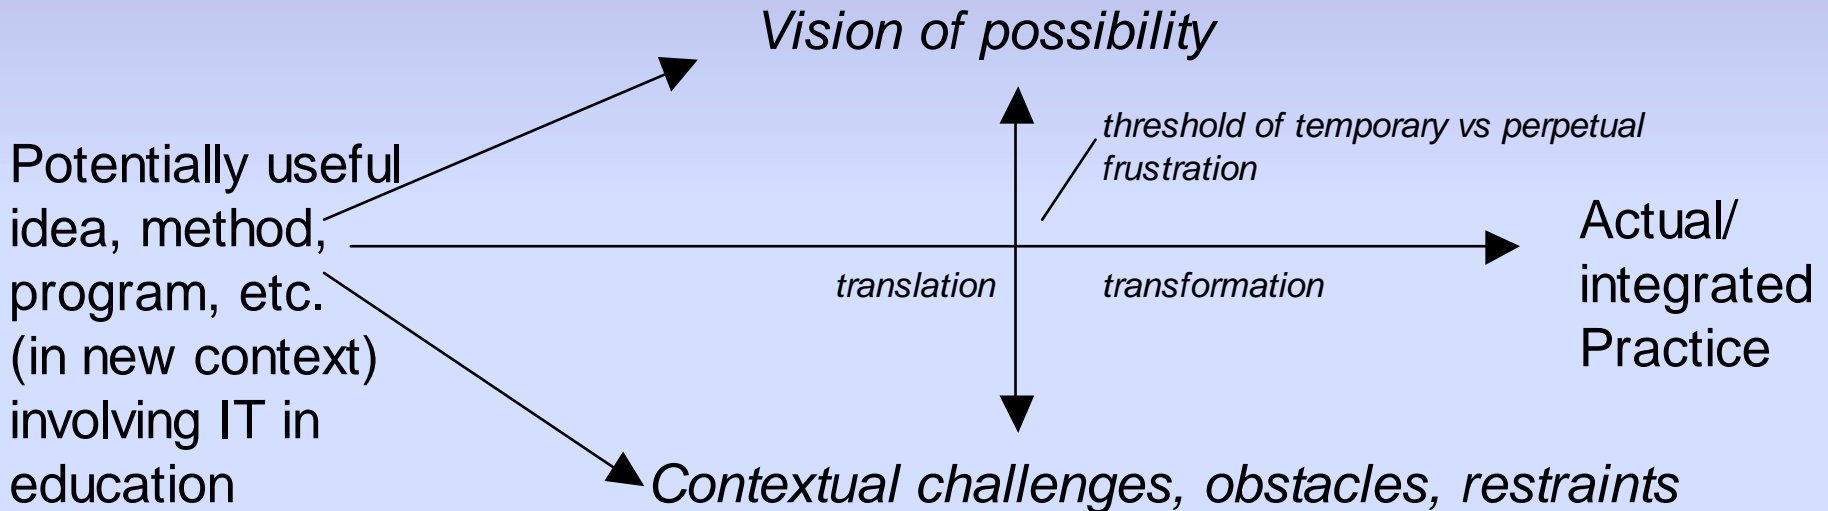 Vision of possibility
threshold of temporary vs perpetual
frustration
Potentially useful
idea, method,
program, etc.
(in new context)
involving IT in
education
translation
transformation
Actual/
integrated
Practice
Contextual challenges, obstacles, restraints